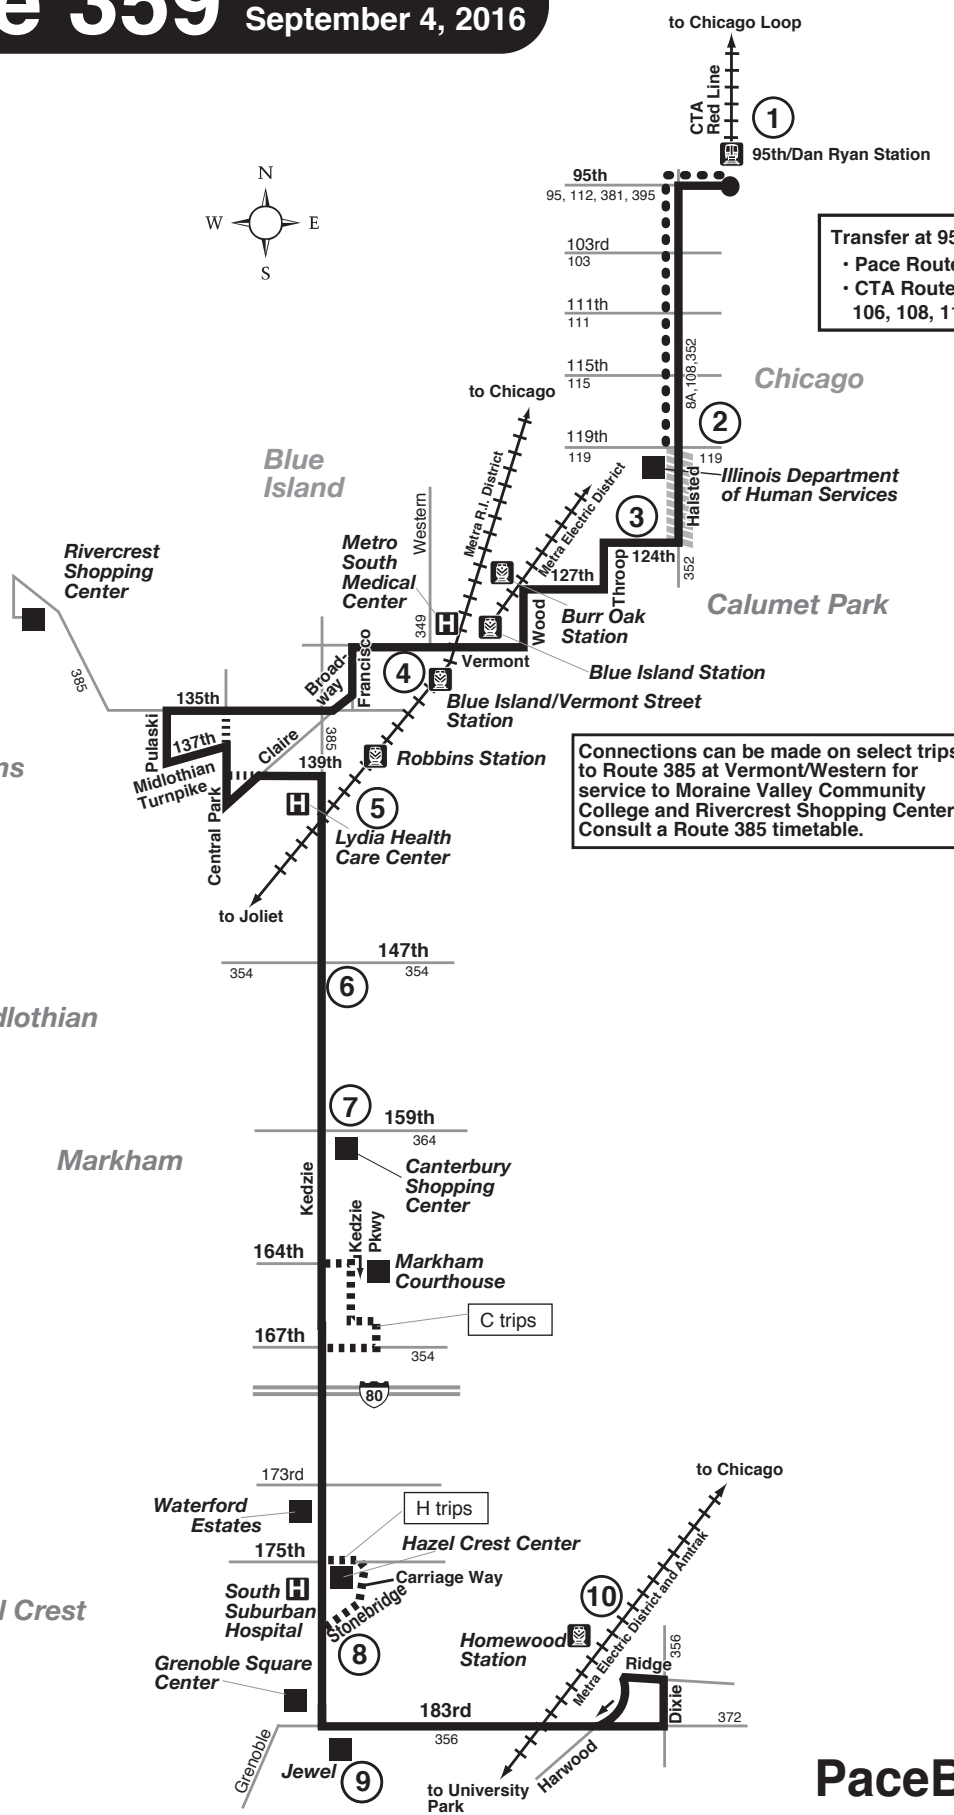 359
September 4, 2016
to Chicago Loop
CTA
Red Line
1
95th/Dan Ryan Station
N
W
E
S
95th
95, 112, 381, 395
103rd
103
111th
111
115th
115
8A,108,352
Transfer at
• Pace
• CTA
106, 108,
Chicago
to Chicago
2
119th
119
119
Illinois Department
of Human Services
Halsted
Blue
Island
Western
Metra R.I. District
Metra Electric District
3
124th
352
Throop
127th
Calumet Park
Metro
South
Medical
Center
349
H
Wood
Burr Oak
Station
Rivercrest
Shopping
Center
Vermont
Blue Island Station
Francisco
Broad-
way
4
Blue Island/Vermont Street
Station
385
135th
Pulaski
137th
Claire
385
139th
Robbins Station
Midlothian
Turnpike
Central Park
H
5
Lydia Health
Care Center
Connections can be made on select trips
to Route 385 at Vermont/Western for
service to Moraine Valley Community
College and Rivercrest Shopping Center
Consult a Route 385 timetable.
to Joliet
147th
354
354
6
7
159th
364
Markham
Canterbury
Shopping
Center
Kedzie
Kedzie
Pkwy
164th
Markham
Courthouse
C trips
167th
354
80
173rd
to Chicago
Waterford
Estates
H trips
Hazel Crest Center
175th
Carriage Way
Stonebridge
South
Suburban
Hospital
H
8
Crest
10
Homewood
Station
Metra Electric District and Amtrak
356
Ridge
Dixie
Grenoble Square
Center
183rd
356
372
Grenoble
Jewel
9
Harwood
to University
Park